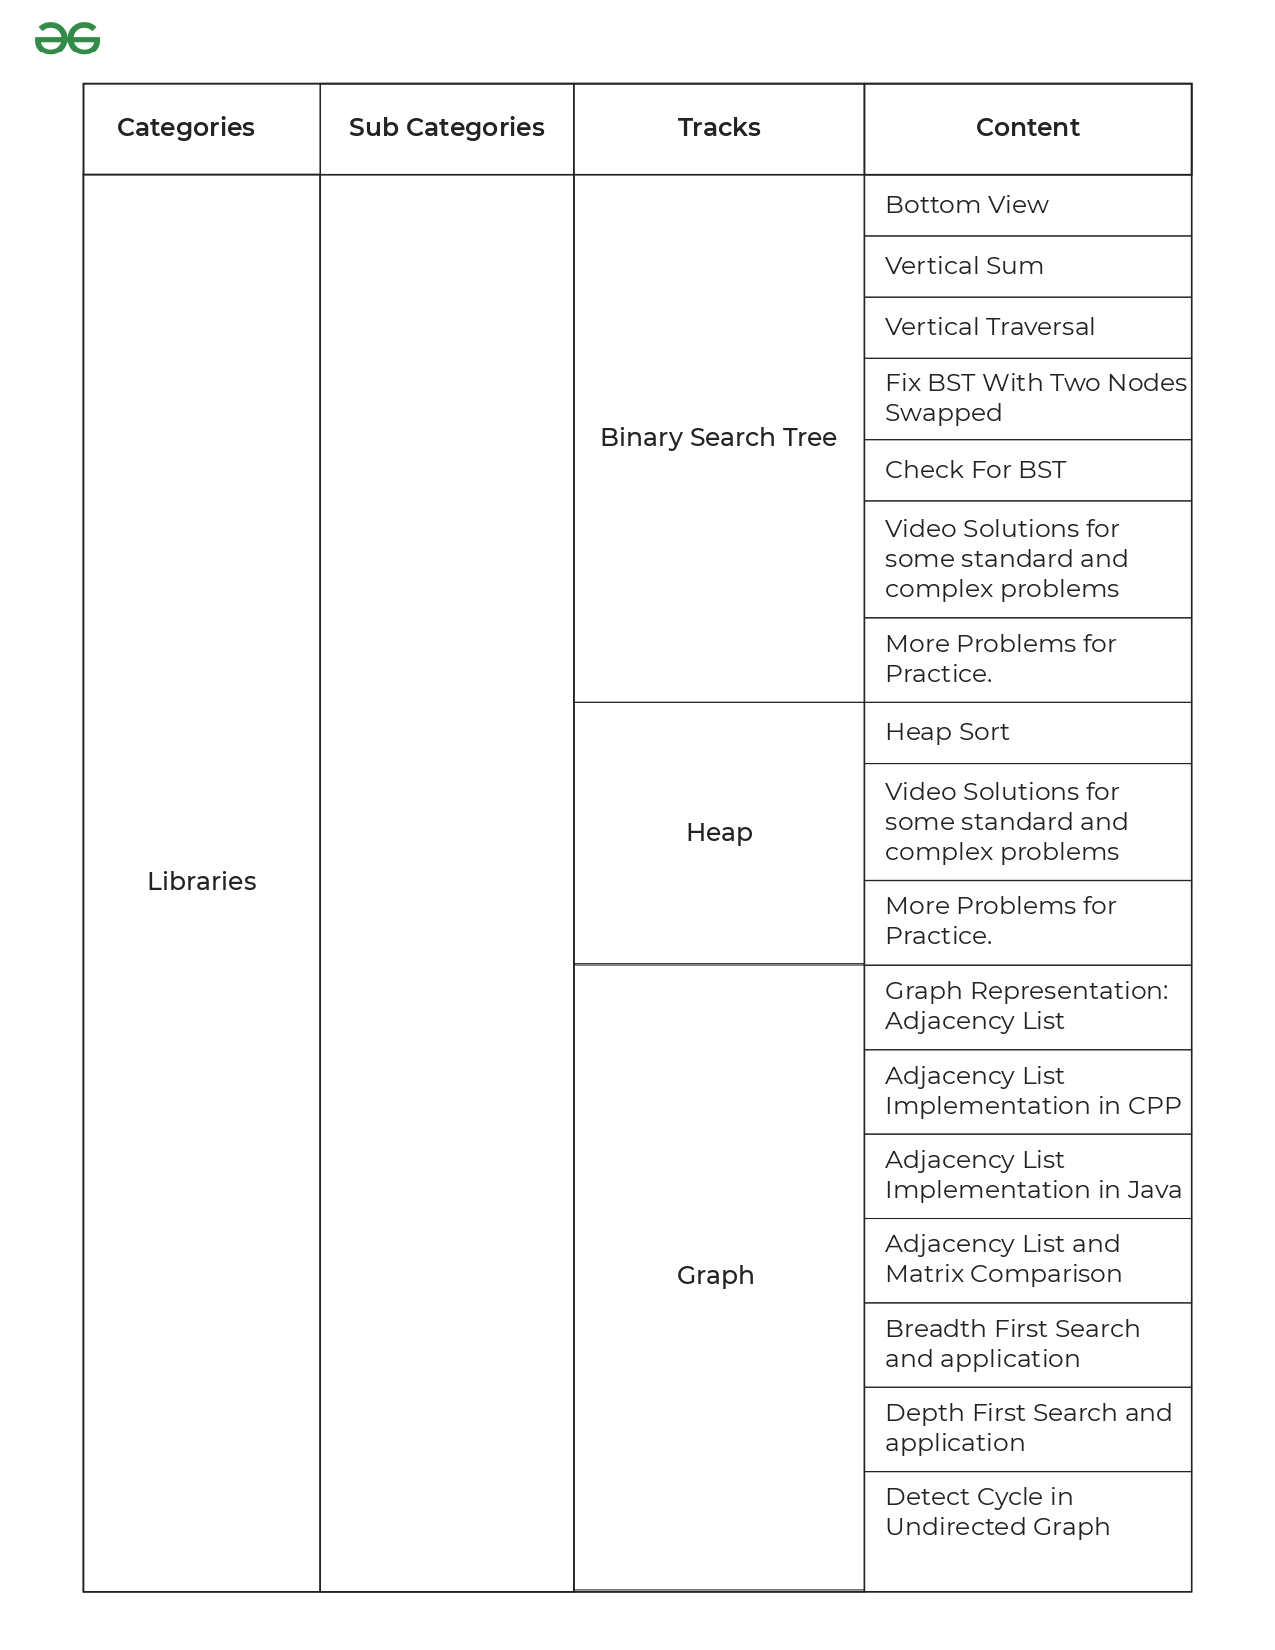 Categories
Sub Categories
Tracks
Content
Libraries
Binary Search Tree
Bottom View
Vertical Sum
Vertical Traversal
Fix BST With Two Nodes
Swapped
Check For BST
Video Solutions for
some standard and
complex problems
More Problems for
Practice.
Heap
Heap Sort
Video Solutions for
some standard and
complex problems
More Problems for
Practice.
Graph
Graph Representation:
Adjacency List
Adjacency List
Implementation in CPP
Adjacency List
Implementation in Java
Adjacency List and
Matrix Comparison
Breadth First Search
and application
Depth First Search and
application
Detect Cycle in
Undirected Graph